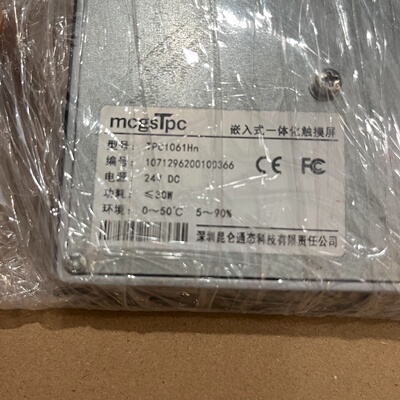 mcgsTpc 嵌入式一体化触摸屏
型号: TPC1061Hn
编号: 1071296200100366
电源: 24V DC
CE FC
功耗: ≤30W
环境: 0～50℃ 5～90%
深圳昆仑通态科技有限责任公司